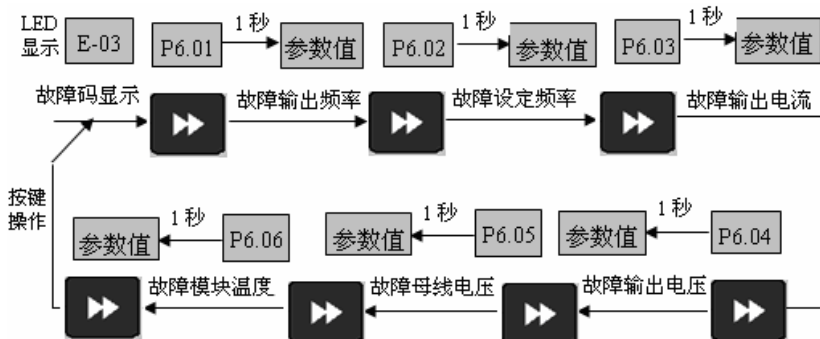 LED
显示
E-03
P6.01
1秒
参数值
P6.02
1秒
参数值
P6.03
1秒
参数值
故障码显示
故障输出频率
故障设定频率
故障输出电流
按键
操作
参数值
1秒
P6.06
参数值
1秒
P6.05
参数值
1秒
P6.04
故障模块温度
故障母线电压
故障输出电压